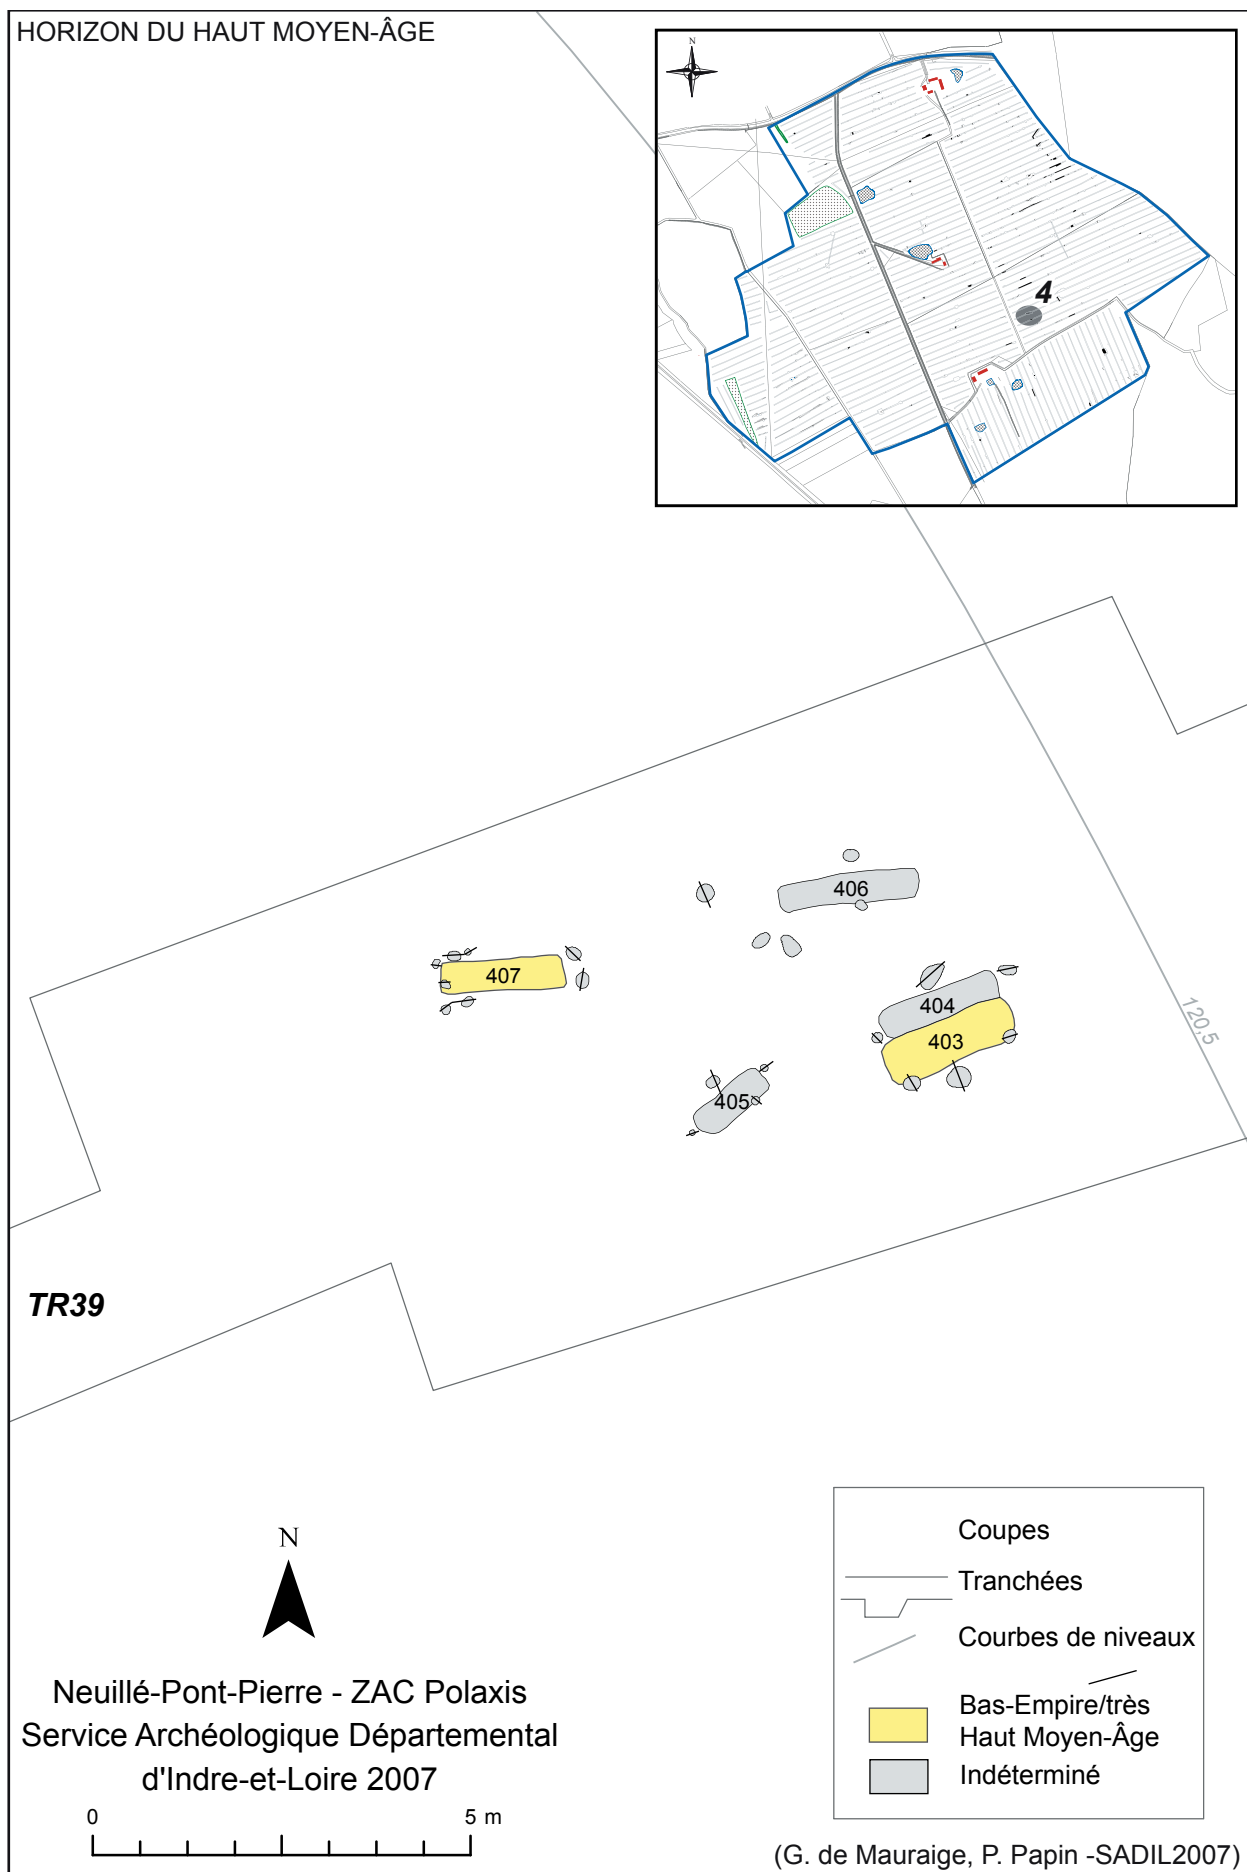 HORIZON DU HAUT MOYEN-ÂGE
N
4
406
407
404
403
405
120,5
TR39
N
Neuillé-Pont-Pierre - ZAC Polaxis
Service Archéologique Départemental
d'Indre-et-Loire 2007
0 5 m
Coupes
Tranchées
Courbes de niveaux
Bas-Empire/très
Haut Moyen-Âge
Indéterminé
(G. de Mauraige, P. Papin -SADIL2007)